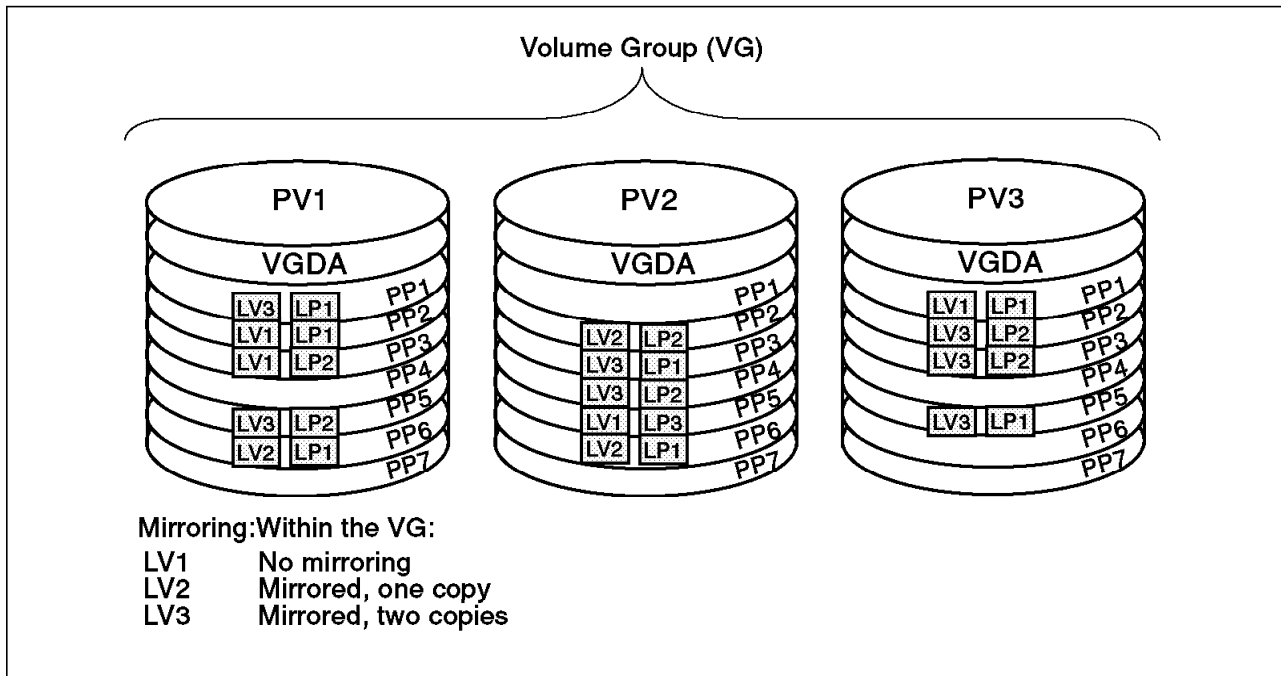 Volume Group (VG)
PV1
VGDA
LV3 LP1 PP1
LV1 LP1 PP2
LV1 LP2 PP3
PP4
LV3 LP2 PP5
LV2 LP1 PP6
PP7
PV2
VGDA
PP1
LV2 LP2 PP2
LV3 LP1 PP3
LV3 LP2 PP4
LV1 LP3 PP5
LV2 LP1 PP6
PP7
PV3
VGDA
LV1 LP1 PP1
LV3 LP2 PP2
LV3 LP2 PP3
PP4
LV3 LP1 PP5
PP6
PP7
Mirroring:Within the VG:
LV1 No mirroring
LV2 Mirrored, one copy
LV3 Mirrored, two copies